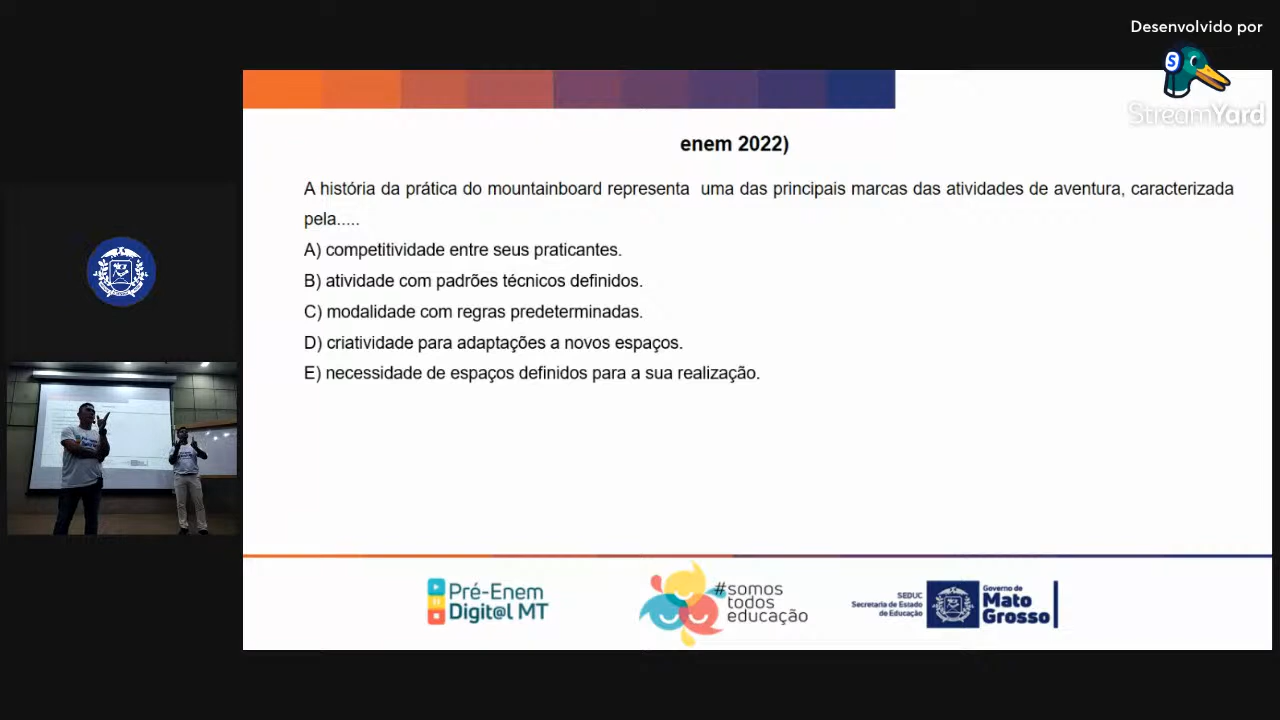 Desenvolvido por
S
StreamYard
enem 2022)
A história da prática do mountainboard representa uma das principais marcas das atividades de aventura, caracterizada
pela.....
A) competitividade entre seus praticantes.
B) atividade com padrões técnicos definidos.
C) modalidade com regras predeterminadas.
D) criatividade para adaptações a novos espaços.
E) necessidade de espaços definidos para a sua realização.
Pré-Enem
Digit@l MT
#somos
todos
educação
SEDUC
Secretaria de Estado
de Educação
Governo de
Mato
Grosso